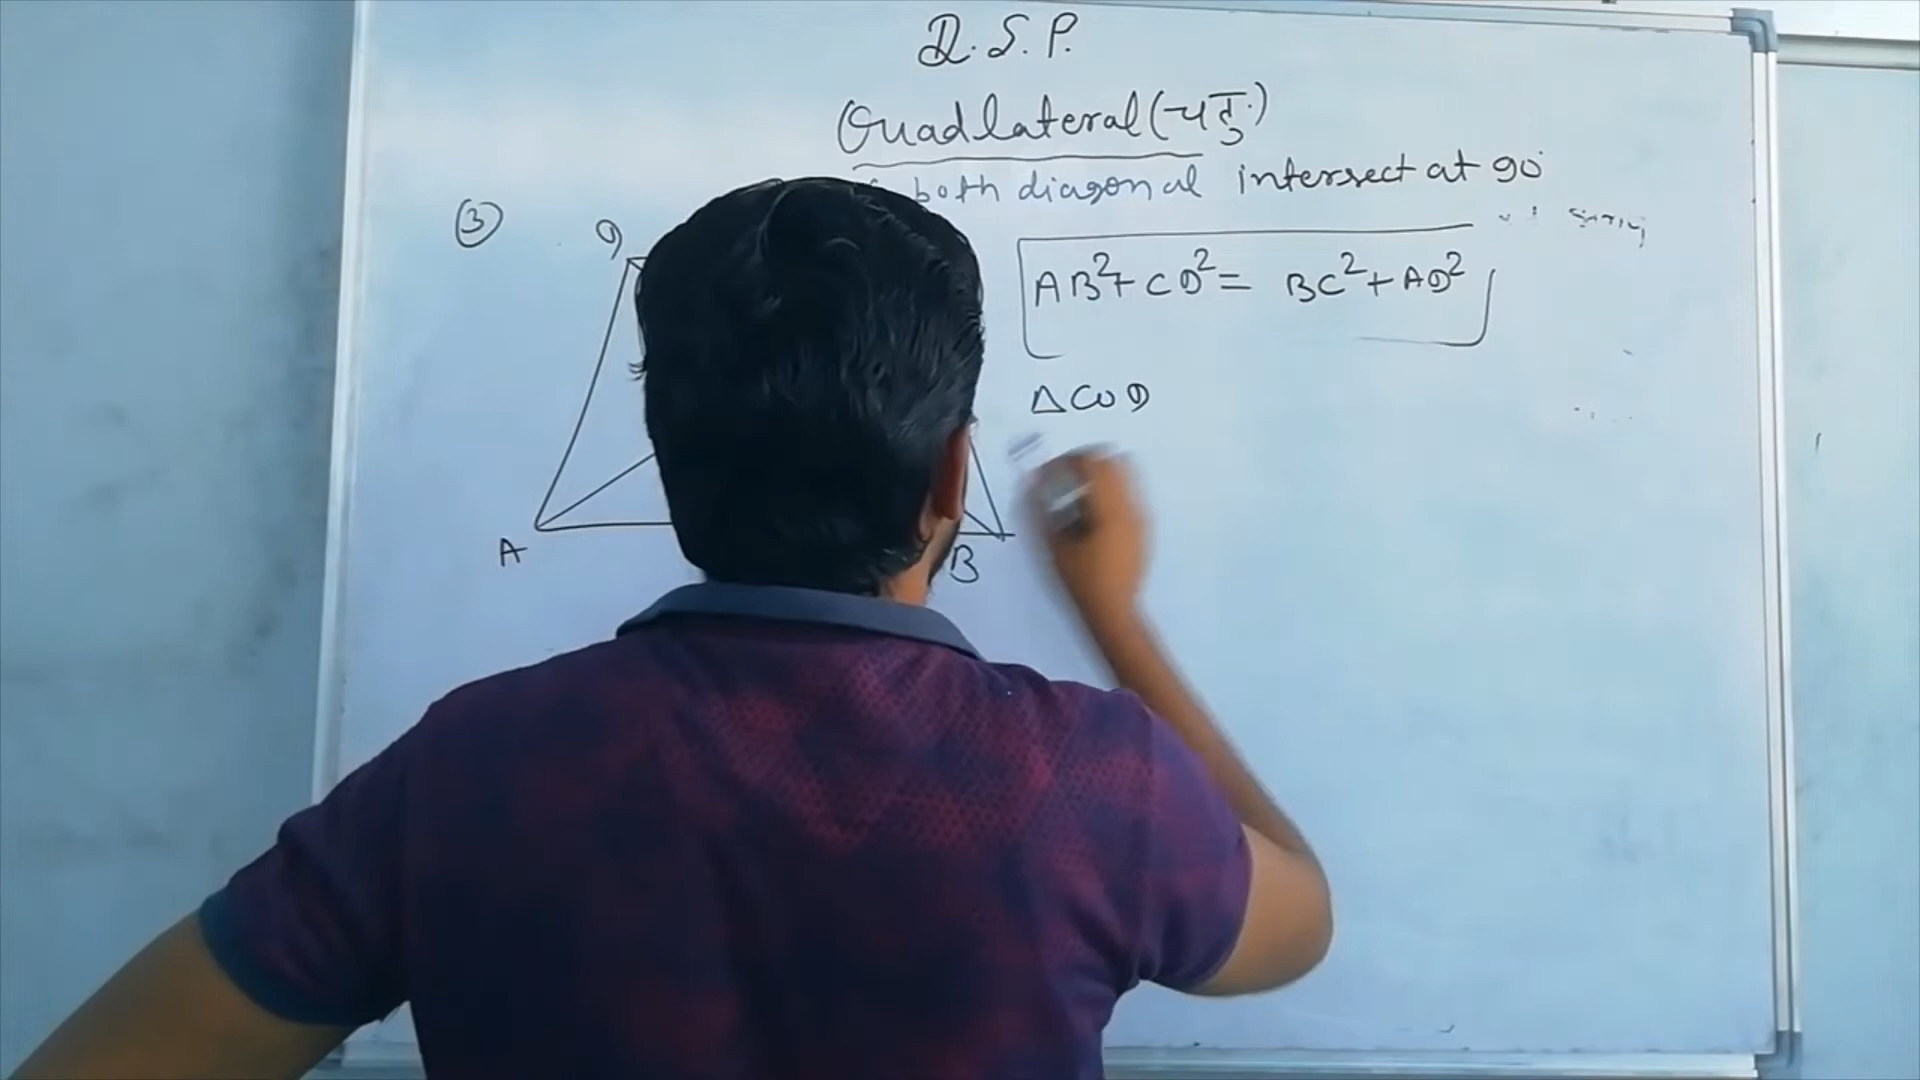 D.S.P.
Quadlateral (चतु.)
both diagonal intersect at 90°
③
D
AB²+CD²= BC²+AD²
△COD
A
B